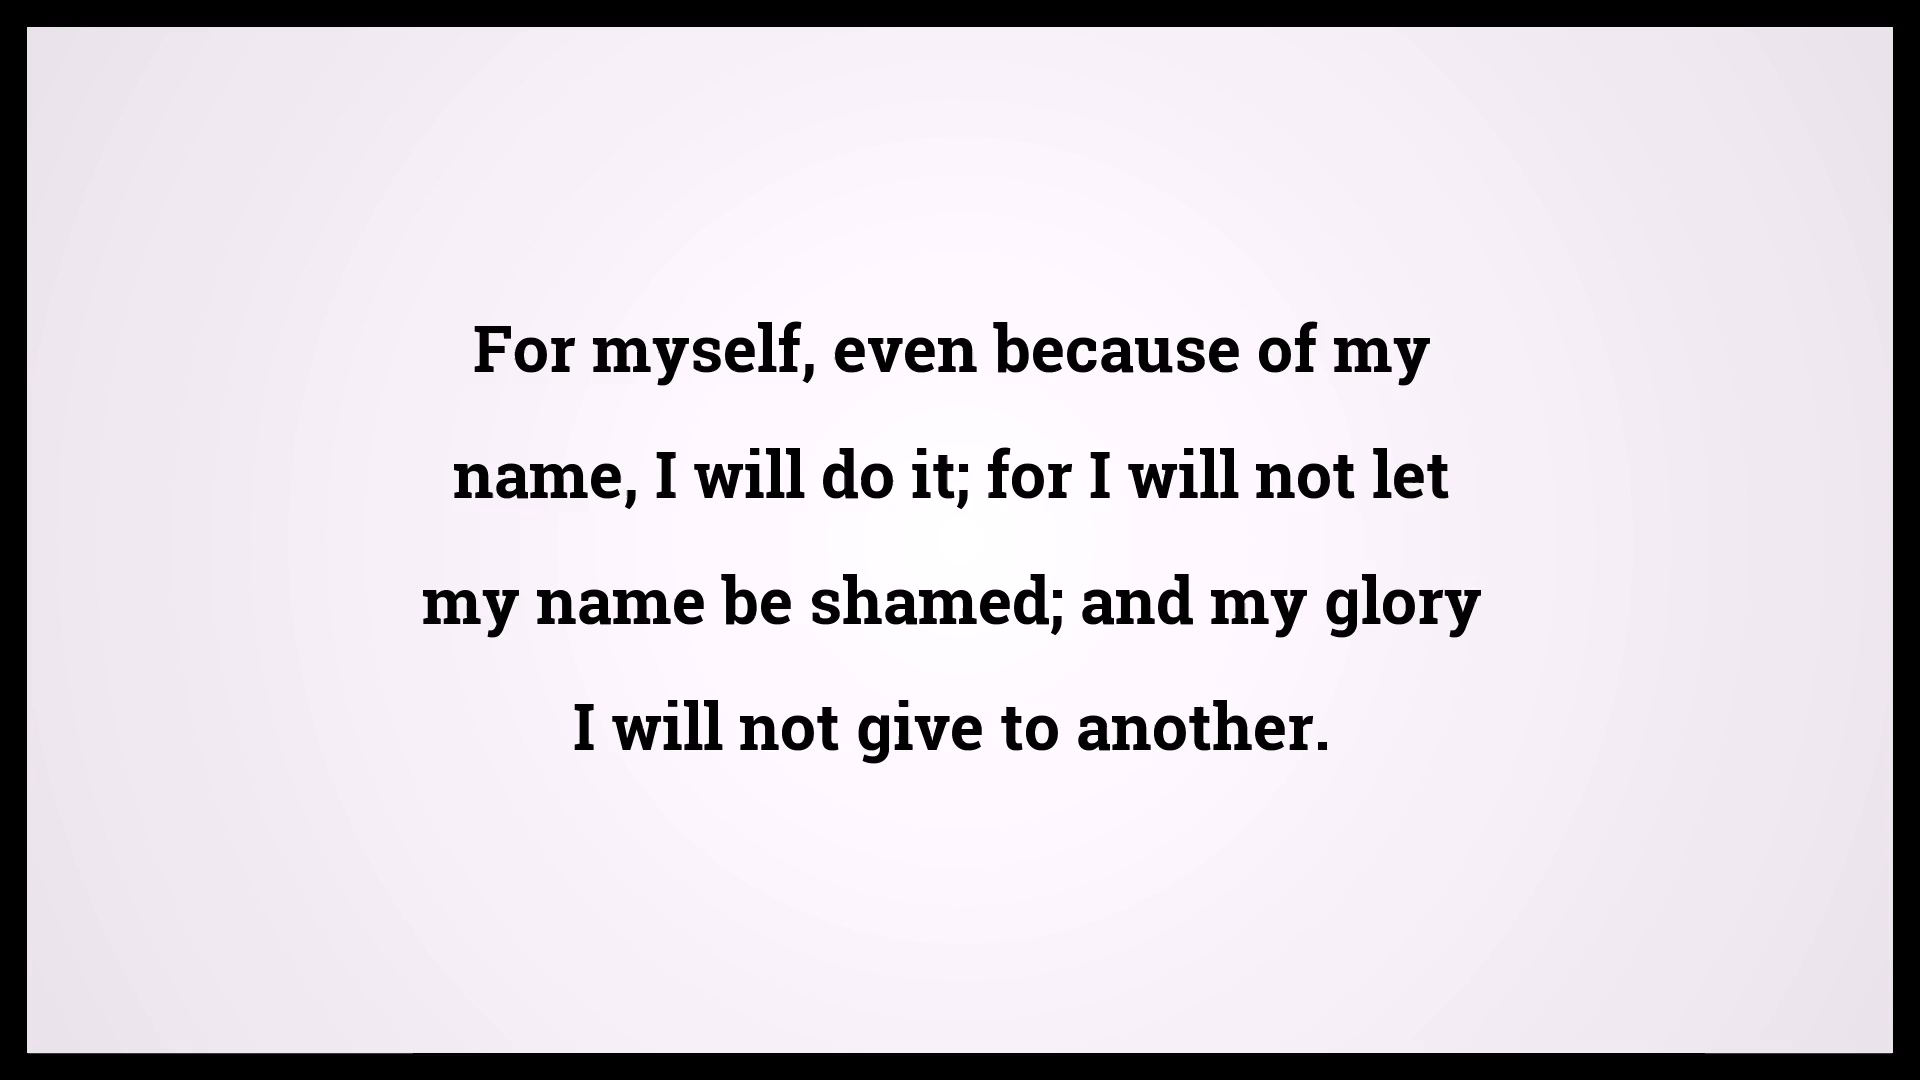 For myself, even because of my
name, I will do it; for I will not let
my name be shamed; and my glory
I will not give to another.